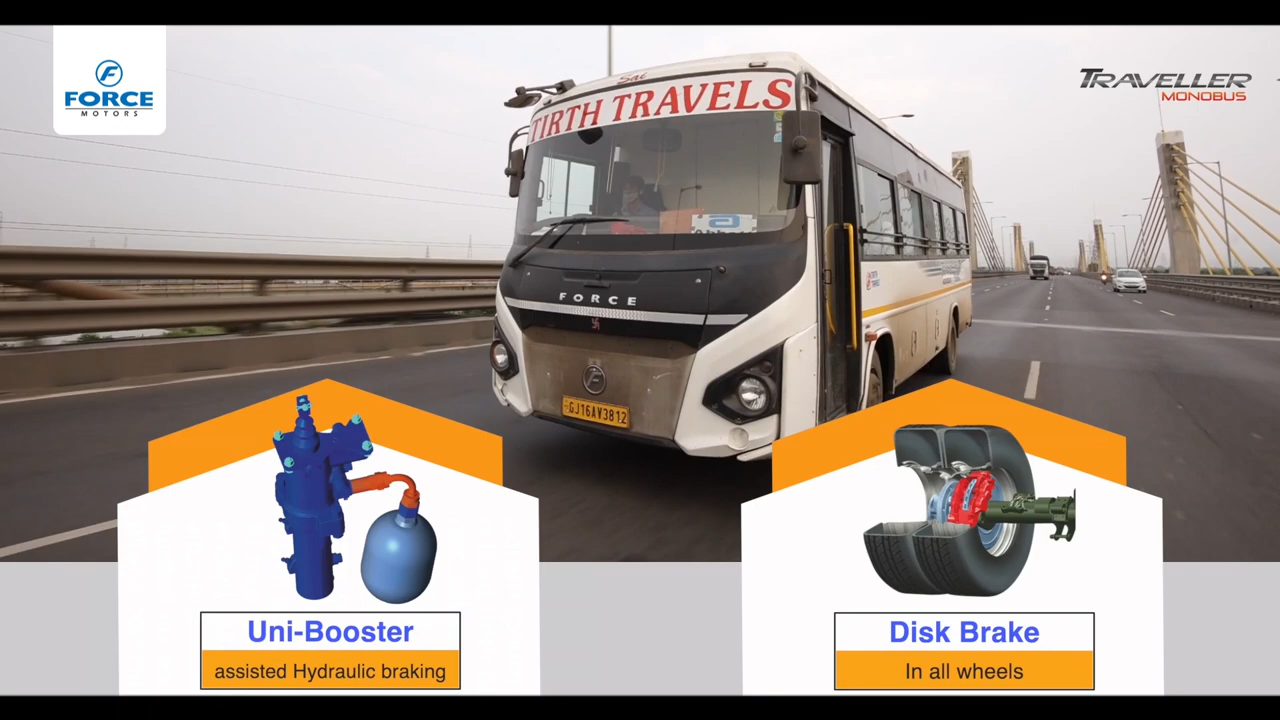 FORCE
MOTORS
TRAVELLER
MONOBUS
Sai
TIRTH TRAVELS
FORCE
GJ16AV3812
Uni-Booster
assisted Hydraulic braking
Disk Brake
In all wheels